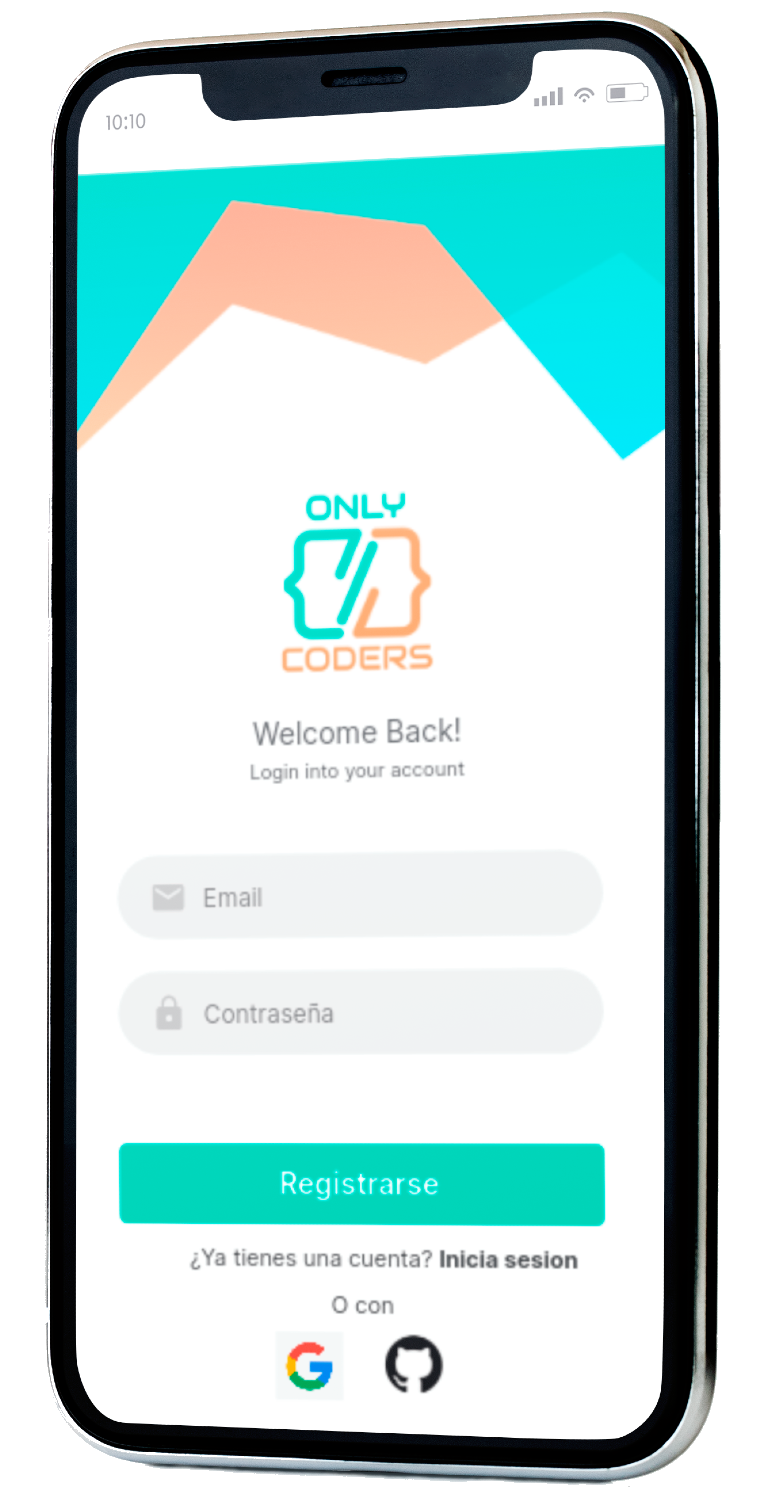 10:10
ONLY
CODERS
Welcome Back!
Login into your account
Email
Contraseña
Registrarse
¿Ya tienes una cuenta? Inicia sesion
O con